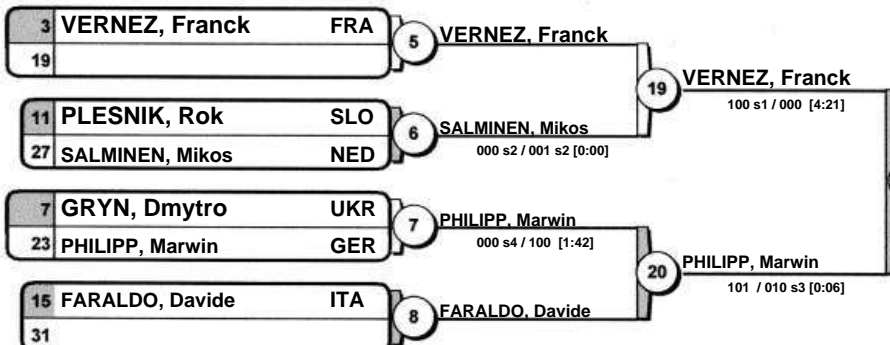 3 VERNEZ, Franck FRA
19
5
VERNEZ, Franck
11 PLESNIK, Rok SLO
27 SALMINEN, Mikos NED
6
SALMINEN, Mikos
000 s2 / 001 s2 [0:00]
19
VERNEZ, Franck
100 s1 / 000 [4:21]
7 GRYN, Dmytro UKR
23 PHILIPP, Marwin GER
7
PHILIPP, Marwin
000 s4 / 100 [1:42]
15 FARALDO, Davide ITA
31
8
FARALDO, Davide
20
PHILIPP, Marwin
101 / 010 s3 [0:06]